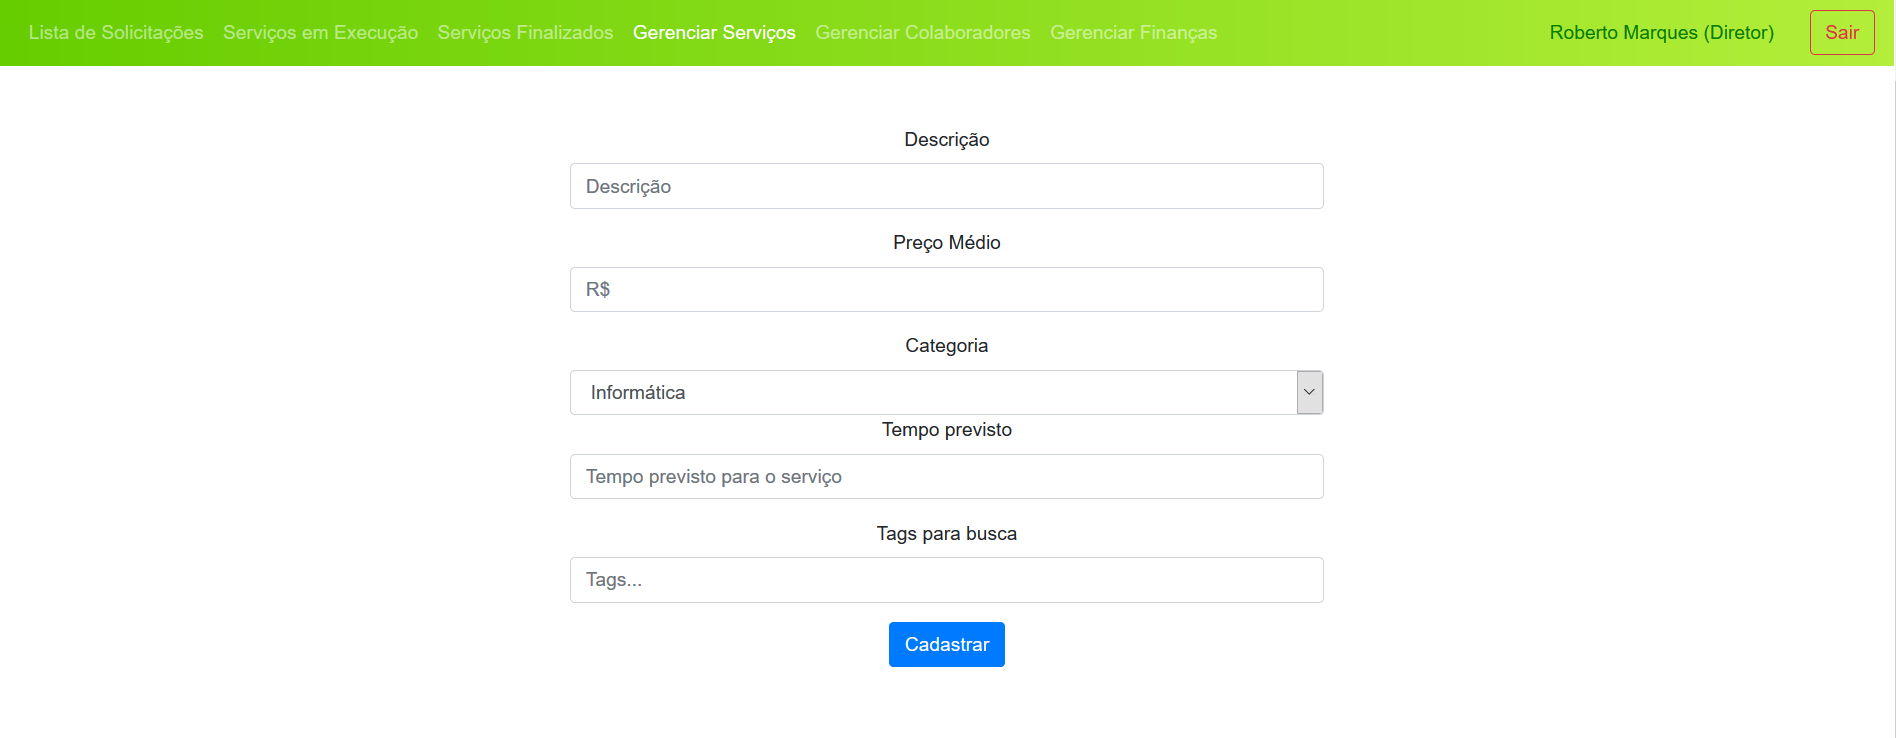 Lista de Solicitações Serviços em Execução Serviços Finalizados Gerenciar Serviços Gerenciar Colaboradores Gerenciar Finanças Roberto Marques (Diretor) Sair
Descrição
Descrição
Preço Médio
R$
Categoria
Informática
Tempo previsto
Tempo previsto para o serviço
Tags para busca
Tags...
Cadastrar